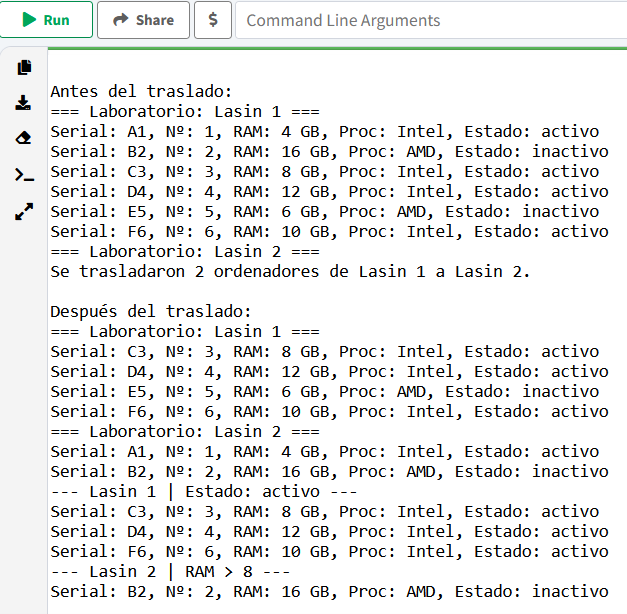 Run
Share
$
Command Line Arguments
Antes del traslado:
=== Laboratorio: Lasin 1 ===
Serial: A1, Nº: 1, RAM: 4 GB, Proc: Intel, Estado: activo
Serial: B2, Nº: 2, RAM: 16 GB, Proc: AMD, Estado: inactivo
Serial: C3, Nº: 3, RAM: 8 GB, Proc: Intel, Estado: activo
Serial: D4, Nº: 4, RAM: 12 GB, Proc: Intel, Estado: activo
Serial: E5, Nº: 5, RAM: 6 GB, Proc: AMD, Estado: inactivo
Serial: F6, Nº: 6, RAM: 10 GB, Proc: Intel, Estado: activo
=== Laboratorio: Lasin 2 ===
Se trasladaron 2 ordenadores de Lasin 1 a Lasin 2.
Después del traslado:
=== Laboratorio: Lasin 1 ===
Serial: C3, Nº: 3, RAM: 8 GB, Proc: Intel, Estado: activo
Serial: D4, Nº: 4, RAM: 12 GB, Proc: Intel, Estado: activo
Serial: E5, Nº: 5, RAM: 6 GB, Proc: AMD, Estado: inactivo
Serial: F6, Nº: 6, RAM: 10 GB, Proc: Intel, Estado: activo
=== Laboratorio: Lasin 2 ===
Serial: A1, Nº: 1, RAM: 4 GB, Proc: Intel, Estado: activo
Serial: B2, Nº: 2, RAM: 16 GB, Proc: AMD, Estado: inactivo
--- Lasin 1 | Estado: activo ---
Serial: C3, Nº: 3, RAM: 8 GB, Proc: Intel, Estado: activo
Serial: D4, Nº: 4, RAM: 12 GB, Proc: Intel, Estado: activo
Serial: F6, Nº: 6, RAM: 10 GB, Proc: Intel, Estado: activo
--- Lasin 2 | RAM > 8 ---
Serial: B2, Nº: 2, RAM: 16 GB, Proc: AMD, Estado: inactivo